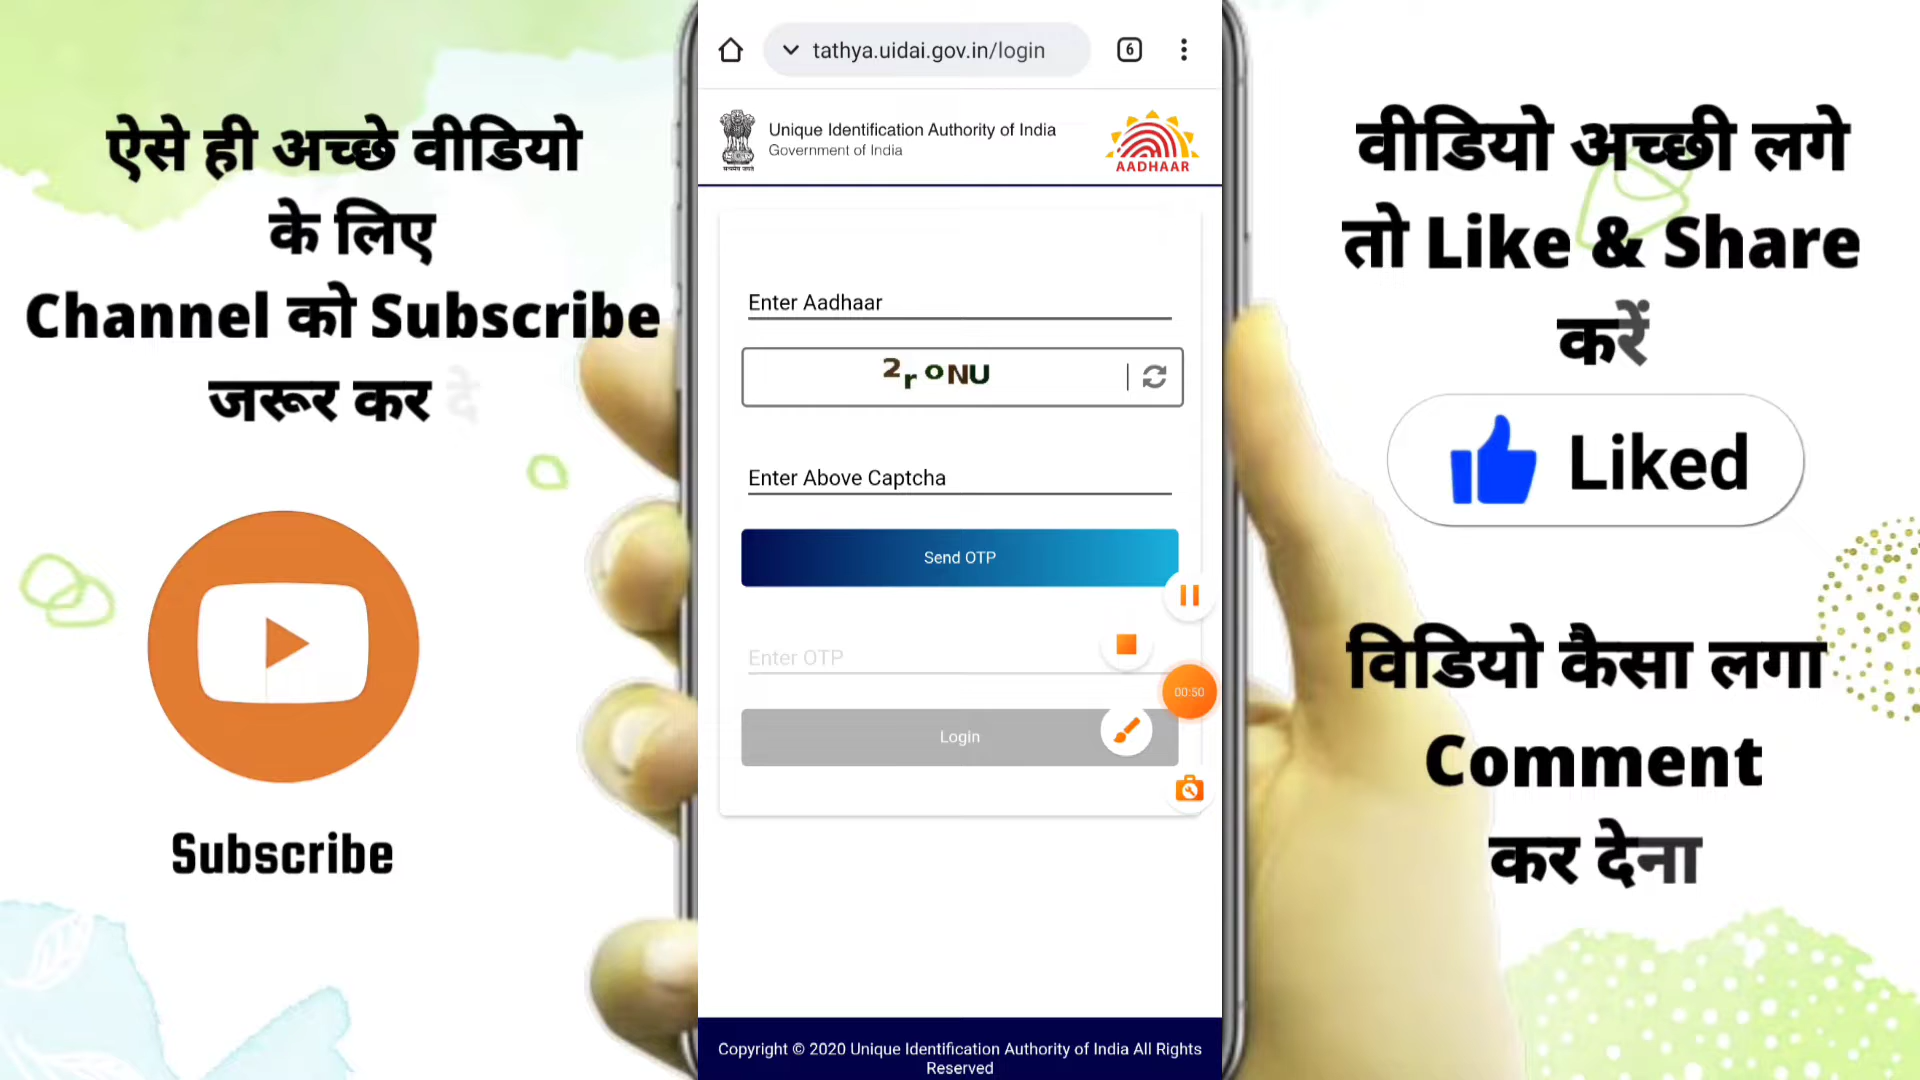 ऐसे ही अच्छे वीडियो
के लिए
Channel को Subscribe
जरूर कर दे
Subscribe
6
tathya.uidai.gov.in/login
Unique Identification Authority of India
Government of India
AADHAAR
Enter Aadhaar
2roNU
Enter Above Captcha
Send OTP
Enter OTP
00:50
Login
Copyright © 2020 Unique Identification Authority of India All Rights
Reserved
वीडियो अच्छी लगे
तो Like & Share
करें
Liked
विडियो कैसा लगा
Comment
कर देना